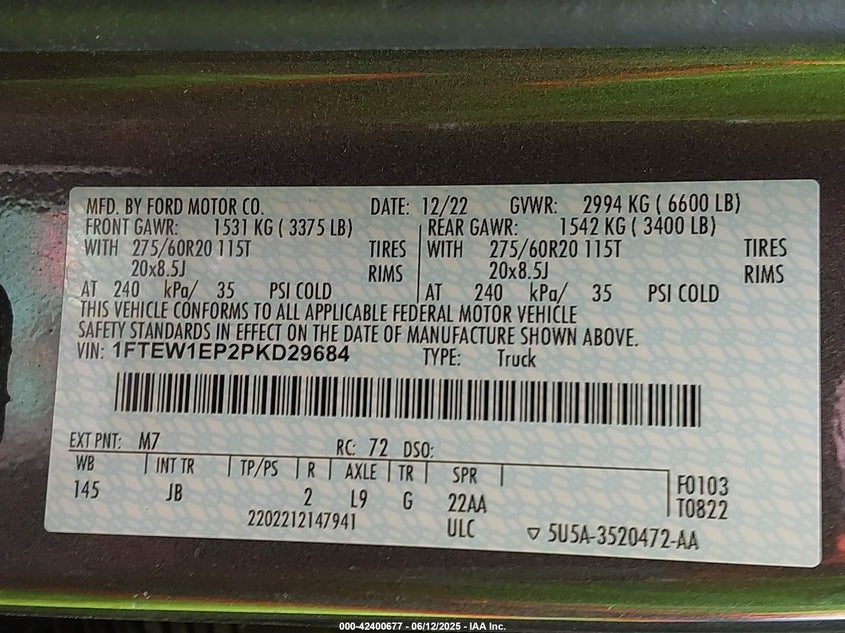 MFD. BY FORD MOTOR CO. DATE: 12/22 GVWR: 2994 KG ( 6600 LB)
FRONT GAWR: 1531 KG ( 3375 LB) REAR GAWR: 1542 KG ( 3400 LB)
WITH 275/60R20 115T TIRES WITH 275/60R20 115T TIRES
20x8.5J RIMS 20x8.5J RIMS
AT 240 kPa/ 35 PSI COLD AT 240 kPa/ 35 PSI COLD
THIS VEHICLE CONFORMS TO ALL APPLICABLE FEDERAL MOTOR VEHICLE
SAFETY STANDARDS IN EFFECT ON THE DATE OF MANUFACTURE SHOWN ABOVE.
VIN: 1FTEW1EP2PKD29684 TYPE: Truck
EXT PNT: M7 RC: 72 DSO:
WB INT TR TP/PS R AXLE TR SPR
145 JB 2 L9 G 22AA
F0103
T0822
2202212147941 ULC ▽ 5U5A-3520472-AA
000-42400677 - 06/12/2025 - IAA Inc.